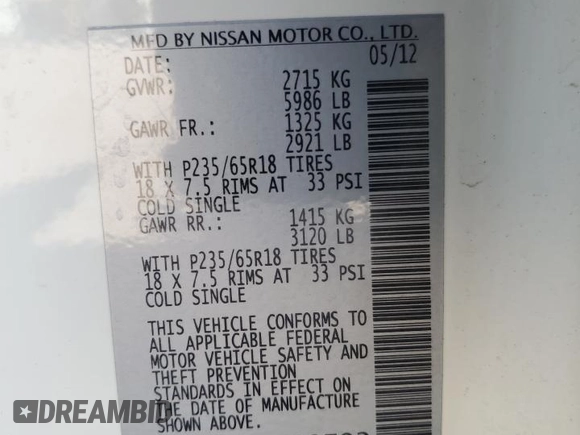 MFD BY NISSAN MOTOR CO., LTD.
DATE: 05/12
GVWR: 2715 KG
5986 LB
GAWR FR.: 1325 KG
2921 LB
WITH P235/65R18 TIRES
18 X 7.5 RIMS AT 33 PSI
COLD SINGLE
GAWR RR.: 1415 KG
3120 LB
WITH P235/65R18 TIRES
18 X 7.5 RIMS AT 33 PSI
COLD SINGLE
THIS VEHICLE CONFORMS TO
ALL APPLICABLE FEDERAL
MOTOR VEHICLE SAFETY AND
THEFT PREVENTION
STANDARDS IN EFFECT ON
THE DATE OF MANUFACTURE
SHOWN ABOVE.
DREAMBID